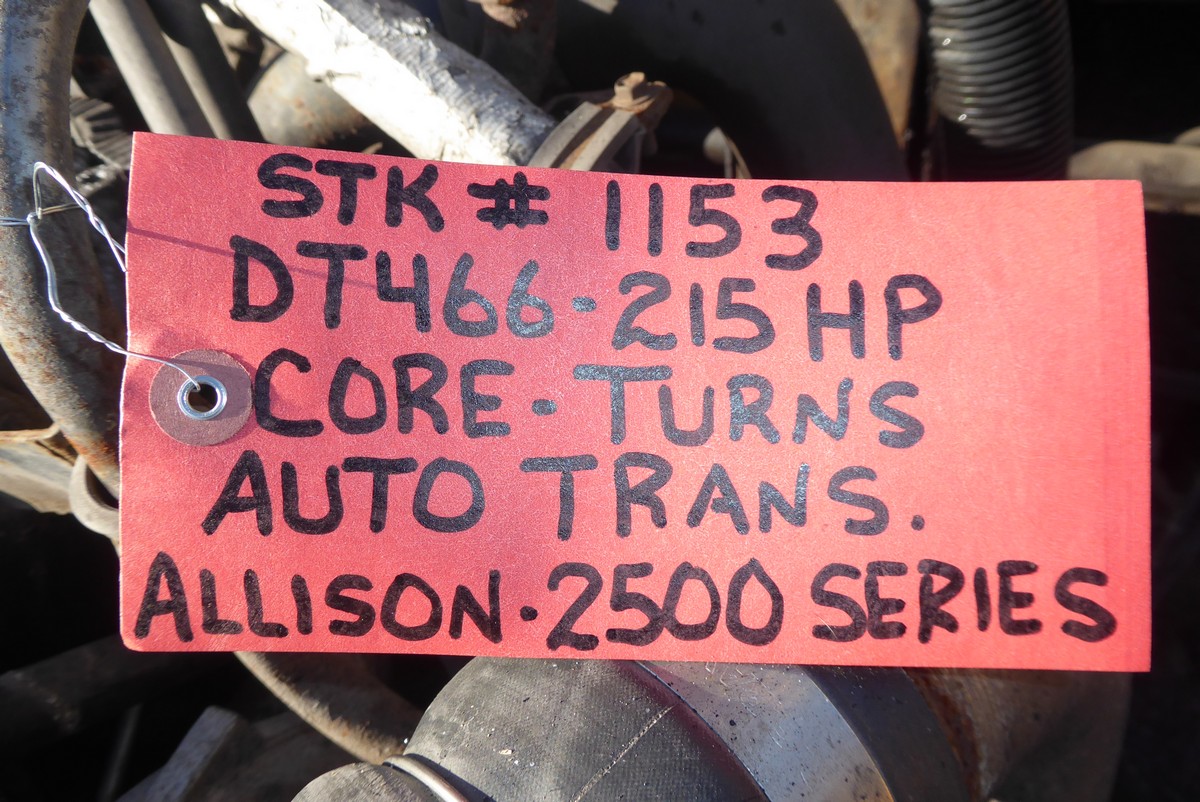 STK # 1153
DT466 - 215 HP
CORE - TURNS
AUTO TRANS.
ALLISON - 2500 SERIES